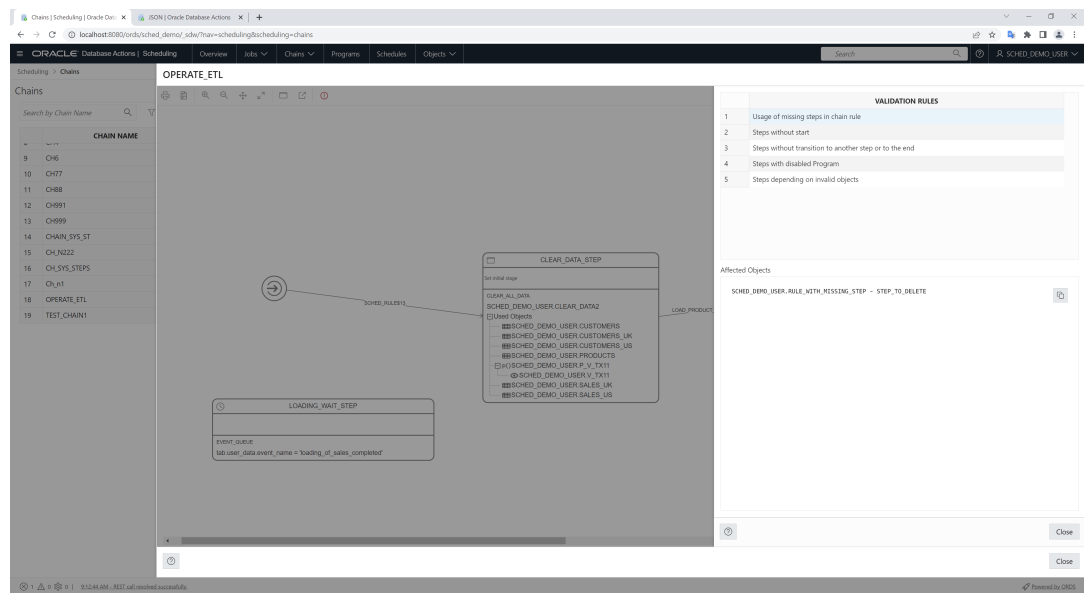 Chains | Scheduling | Oracle Dat
JSON | Oracle Database Actions
localhost:8080/ords/sched_demo/_sdw/?nav=scheduling&scheduling=chains
ORACLE Database Actions | Scheduling
Overview
Jobs
Chains
Programs
Schedules
Objects
Search
SCHED_DEMO_USER
Scheduling > Chains
Chains
Search by Chain Name
CHAIN NAME
9 CH6
10 CH77
11 CH88
12 CH991
13 CH999
14 CHAIN_SYS_ST
15 CH_N222
16 CH_SYS_STEPS
17 Ch_n1
18 OPERATE_ETL
19 TEST_CHAIN1
OPERATE_ETL
SCHED_RULES13
CLEAR_DATA_STEP
Set initial stage
CLEAR_ALL_DATA
SCHED_DEMO_USER.CLEAR_DATA2
Used Objects
SCHED_DEMO_USER.CUSTOMERS
SCHED_DEMO_USER.CUSTOMERS_UK
SCHED_DEMO_USER.CUSTOMERS_US
SCHED_DEMO_USER.PRODUCTS
SCHED_DEMO_USER.P_V_TX11
SCHED_DEMO_USER.V_TX11
SCHED_DEMO_USER.SALES_UK
SCHED_DEMO_USER.SALES_US
LOAD_PRODUCT_
LOADING_WAIT_STEP
EVENT_QUEUE
tab.user_data.event_name = 'loading_of_sales_completed'
VALIDATION RULES
1 Usage of missing steps in chain rule
2 Steps without start
3 Steps without transition to another step or to the end
4 Steps with disabled Program
5 Steps depending on invalid objects
Affected Objects
SCHED_DEMO_USER.RULE_WITH_MISSING_STEP - STEP_TO_DELETE
Close
Close
1 0 0 | 9:12:44 AM - REST call resolved successfully.
Powered by ORDS